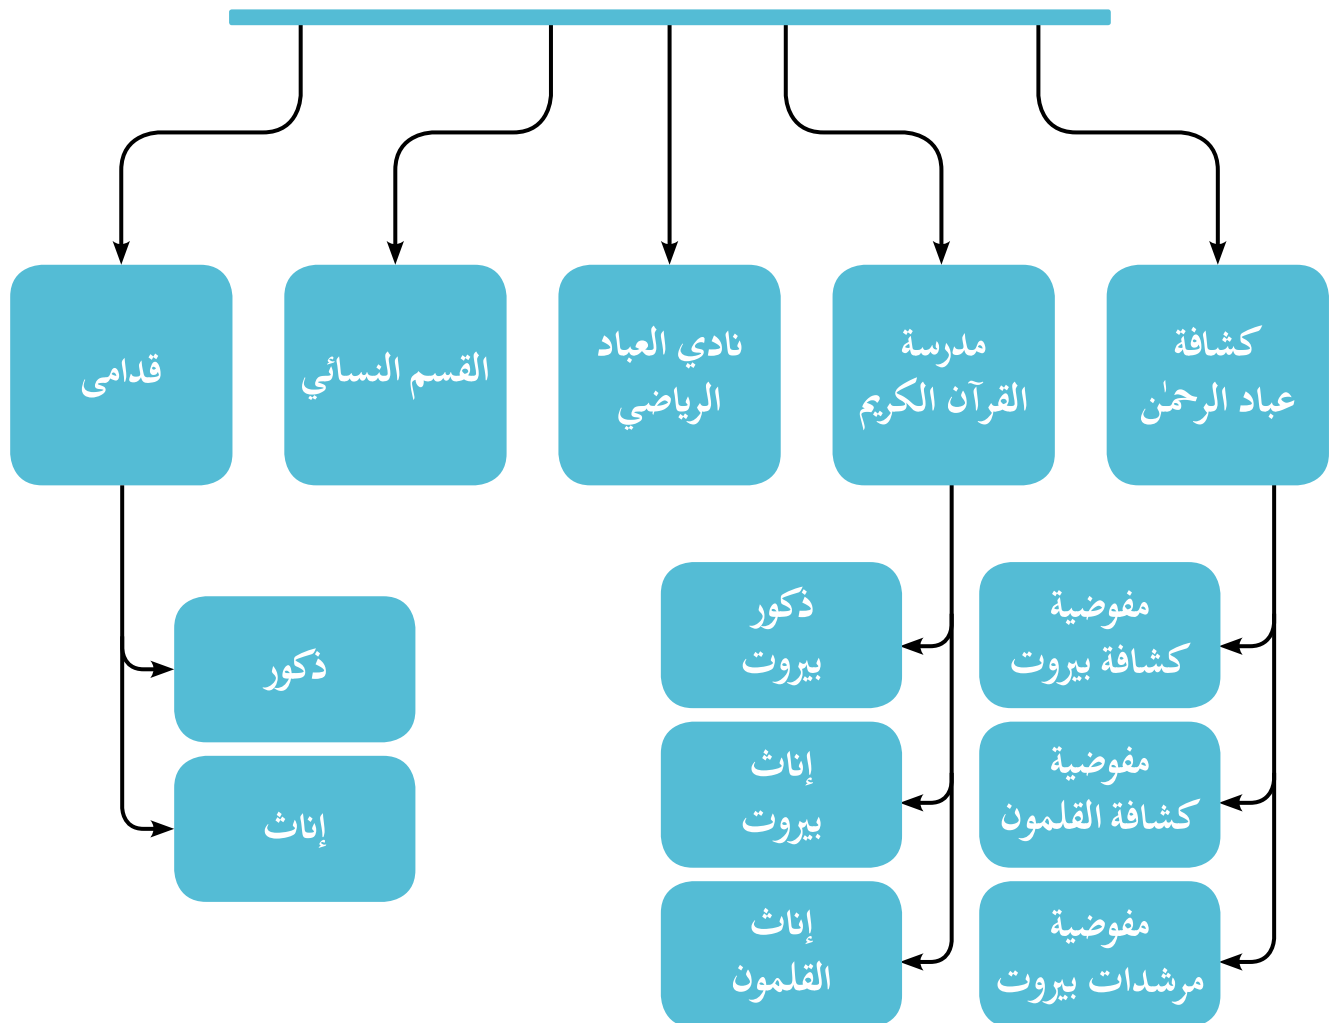 كشافة
عباد الرحمٰن
مدرسة
القرآن الكريم
نادي العباد
الرياضي
القسم النسائي
قدامى
مفوضية
كشافة بيروت
مفوضية
كشافة القلمون
مفوضية
مرشدات بيروت
ذكور
بيروت
إناث
بيروت
إناث
القلمون
ذكور
إناث